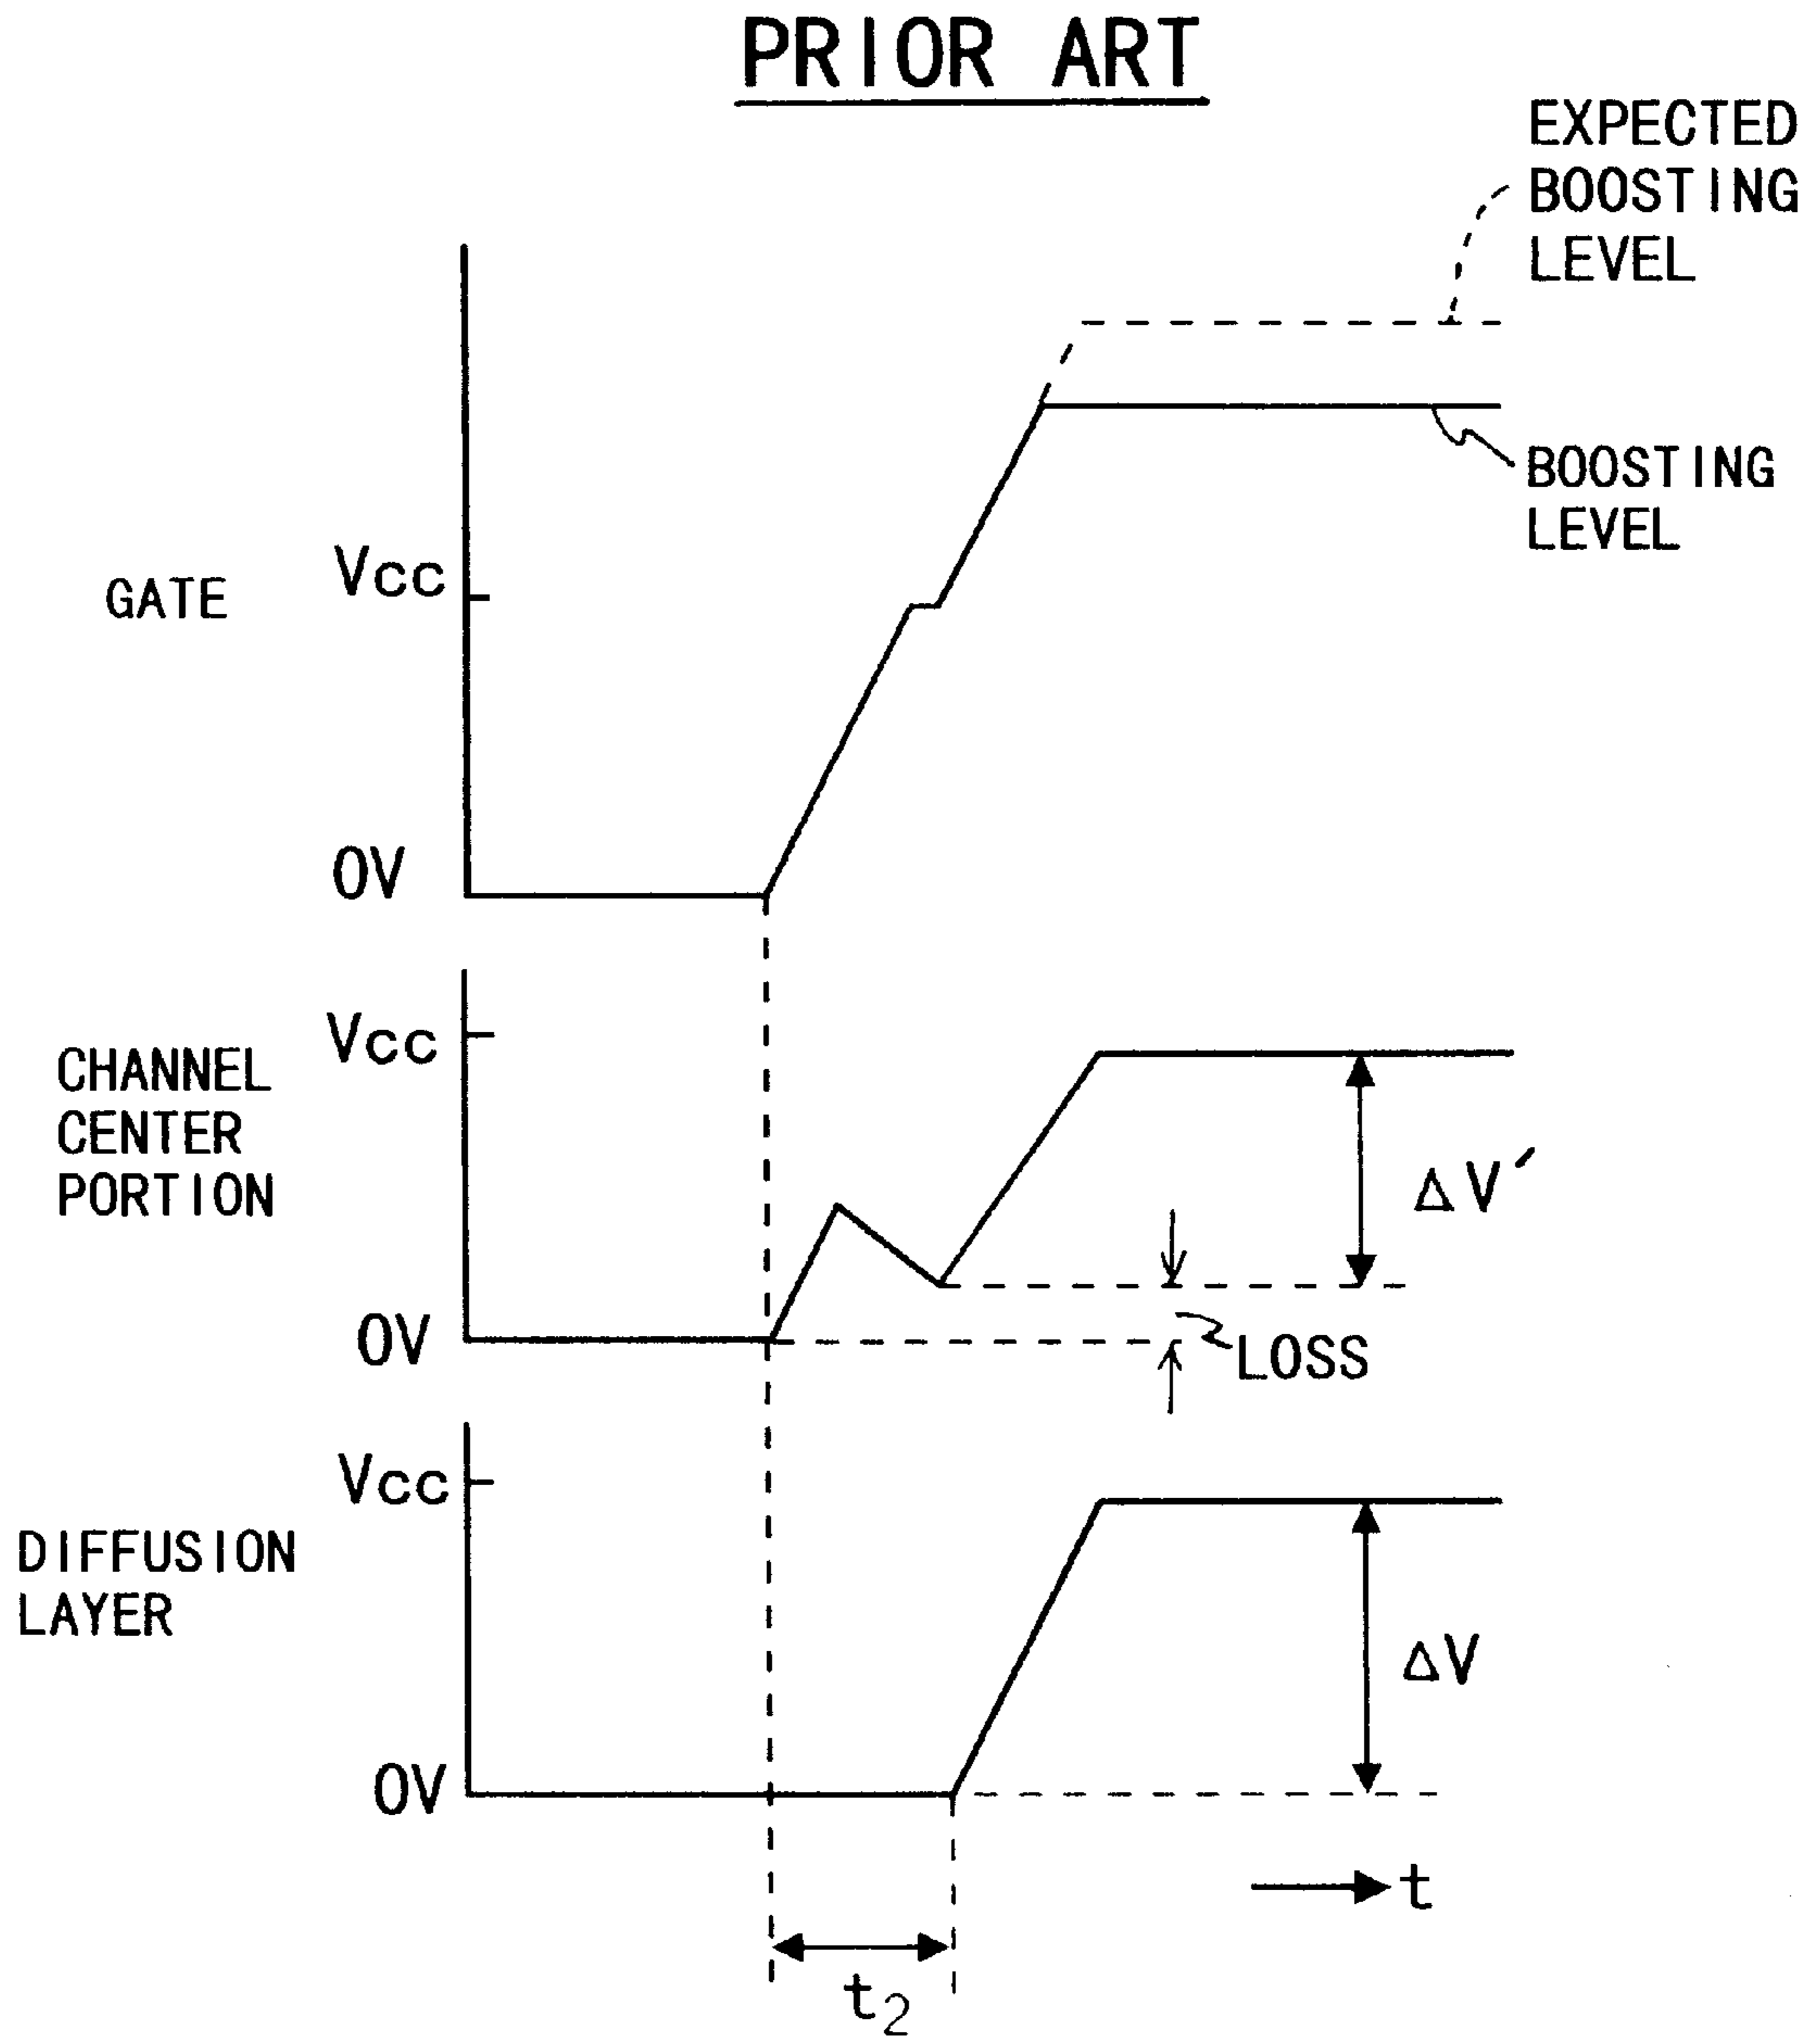 PRIOR ART
EXPECTED
BOOSTING
LEVEL
BOOSTING
LEVEL
GATE
Vcc
0V
CHANNEL
CENTER
PORTION
Vcc
0V
ΔV′
LOSS
DIFFUSION
LAYER
Vcc
0V
ΔV
t
t2